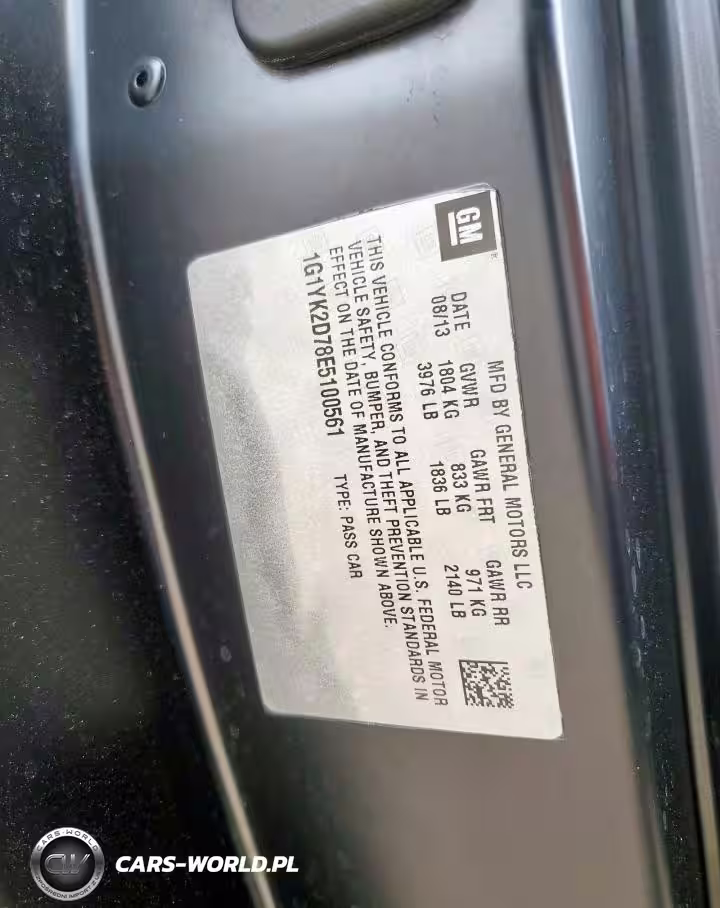 GM
MFD BY GENERAL MOTORS LLC
DATE GVWR GAWR FRT GAWR RR
08/13 1804 KG 833 KG 971 KG
3976 LB 1836 LB 2140 LB
THIS VEHICLE CONFORMS TO ALL APPLICABLE U.S. FEDERAL MOTOR
VEHICLE SAFETY, BUMPER, AND THEFT PREVENTION STANDARDS IN
EFFECT ON THE DATE OF MANUFACTURE SHOWN ABOVE.
1G1YK2D78E5100561 TYPE: PASS CAR
CARS-WORLD
CW
CARS-WORLD.PL